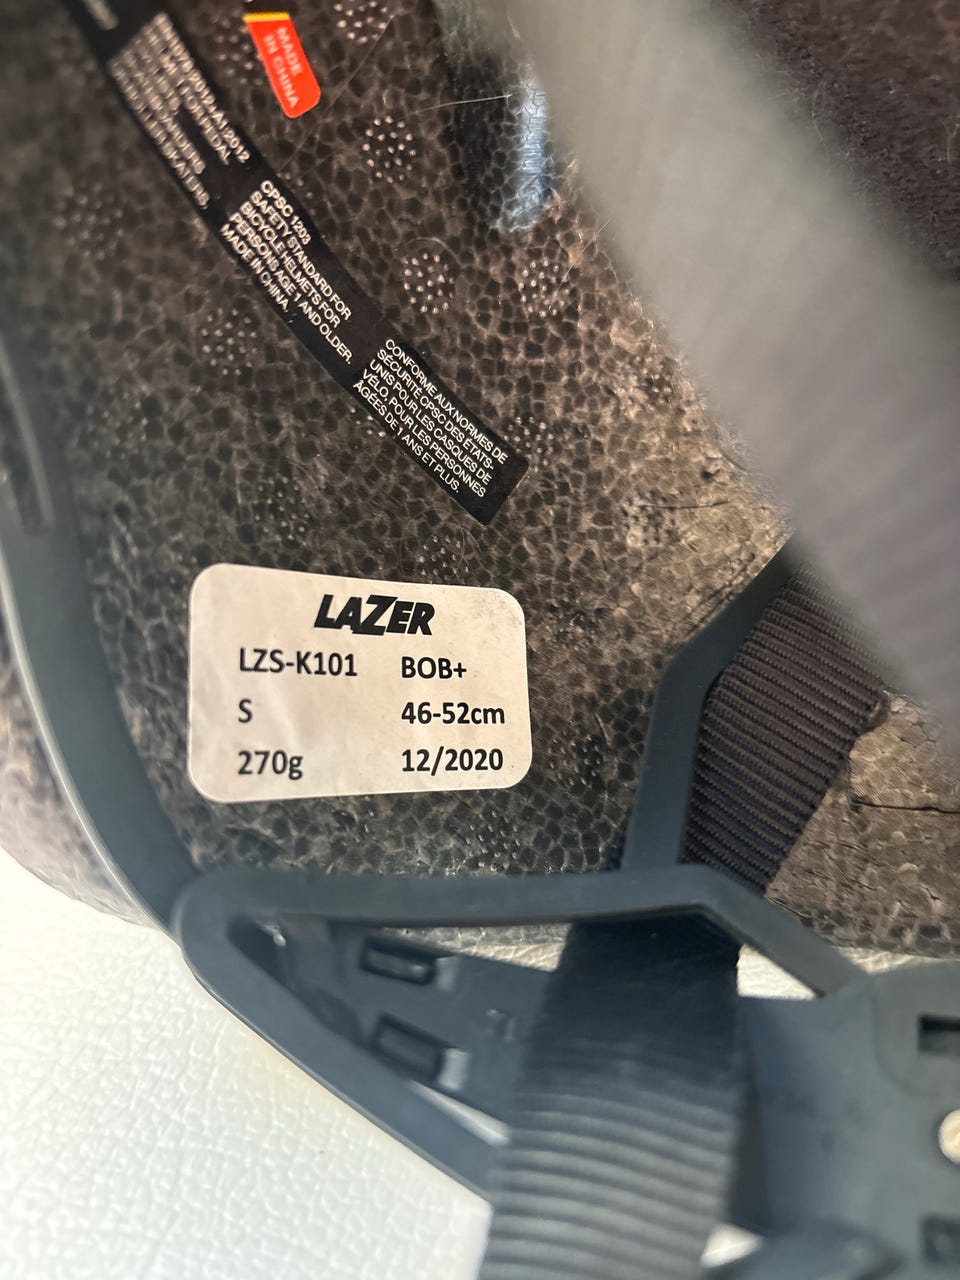 MADE
IN CHINA
CPSC 1203
SAFETY STANDARD FOR
BICYCLE HELMETS FOR
PERSONS AGE 1 AND OLDER.
MADE IN CHINA.
CONFORME AUX NORMES DE
SÉCURITÉ CPSC DES ÉTATS-
UNIS POUR LES CASQUES DE
VÉLO, POUR LES PERSONNES
ÂGÉES DE 1 ANS ET PLUS.
LAZER
LZS-K101 BOB+
S 46-52cm
270g 12/2020